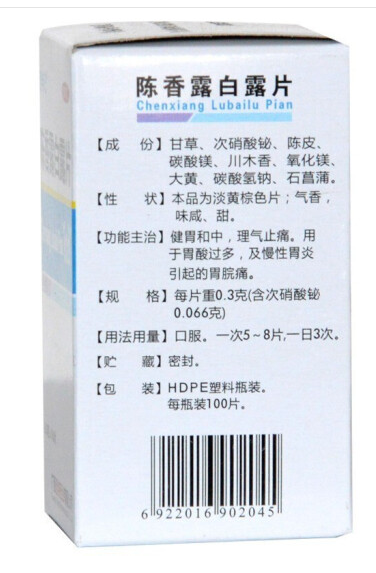 陈香露白露片
Chenxiang Lubailu Pian
【成 份】甘草、次硝酸铋、陈皮、
碳酸镁、川木香、氧化镁、
大黄、碳酸氢钠、石菖蒲。
【性 状】本品为淡黄棕色片；气香，
味咸、甜。
【功能主治】健胃和中，理气止痛。用
于胃酸过多，及慢性胃炎
引起的胃脘痛。
【规 格】每片重0.3克(含次硝酸铋
0.066克)
【用法用量】口服。一次5~8片,一日3次。
【贮 藏】密封。
【包 装】HDPE塑料瓶装。
每瓶装100片。
6 922016 902045